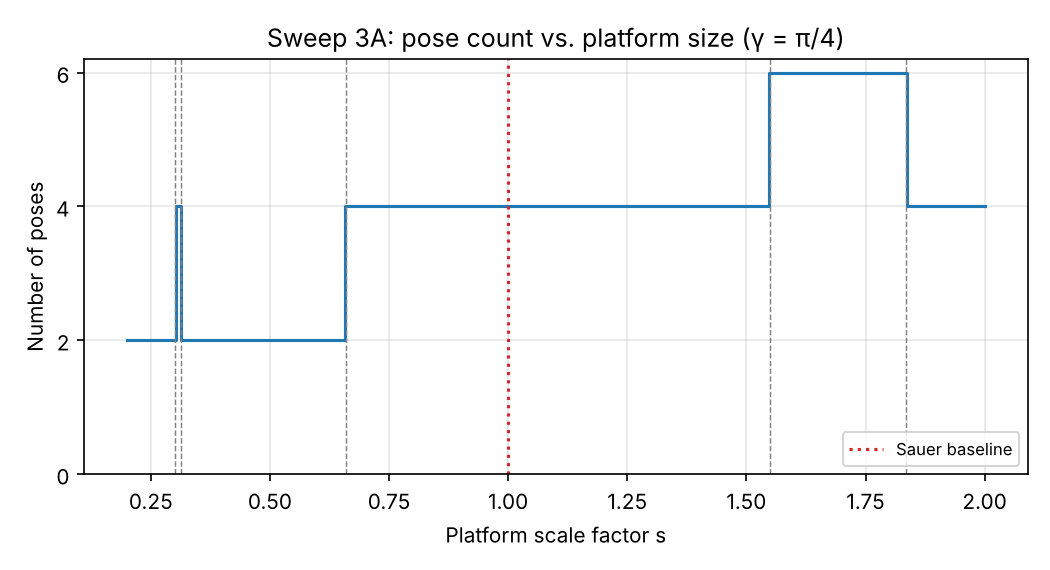 Sweep 3A: pose count vs. platform size (γ = π/4)
Number of poses
6
4
2
0
Sauer baseline
0.25 0.50 0.75 1.00 1.25 1.50 1.75 2.00
Platform scale factor s